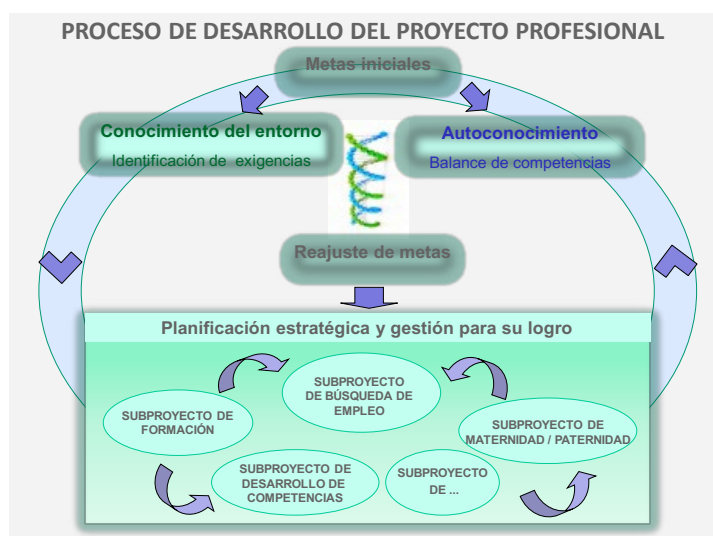 PROCESO DE DESARROLLO DEL PROYECTO PROFESIONAL
Metas iniciales
Conocimiento del entorno
Identificación de exigencias
Autoconocimiento
Balance de competencias
Reajuste de metas
Planificación estratégica y gestión para su logro
SUBPROYECTO
DE BÚSQUEDA DE
EMPLEO
SUBPROYECTO DE
FORMACIÓN
SUBPROYECTO DE
MATERNIDAD / PATERNIDAD
SUBPROYECTO DE
DESARROLLO DE
COMPETENCIAS
SUBPROYECTO
DE ...